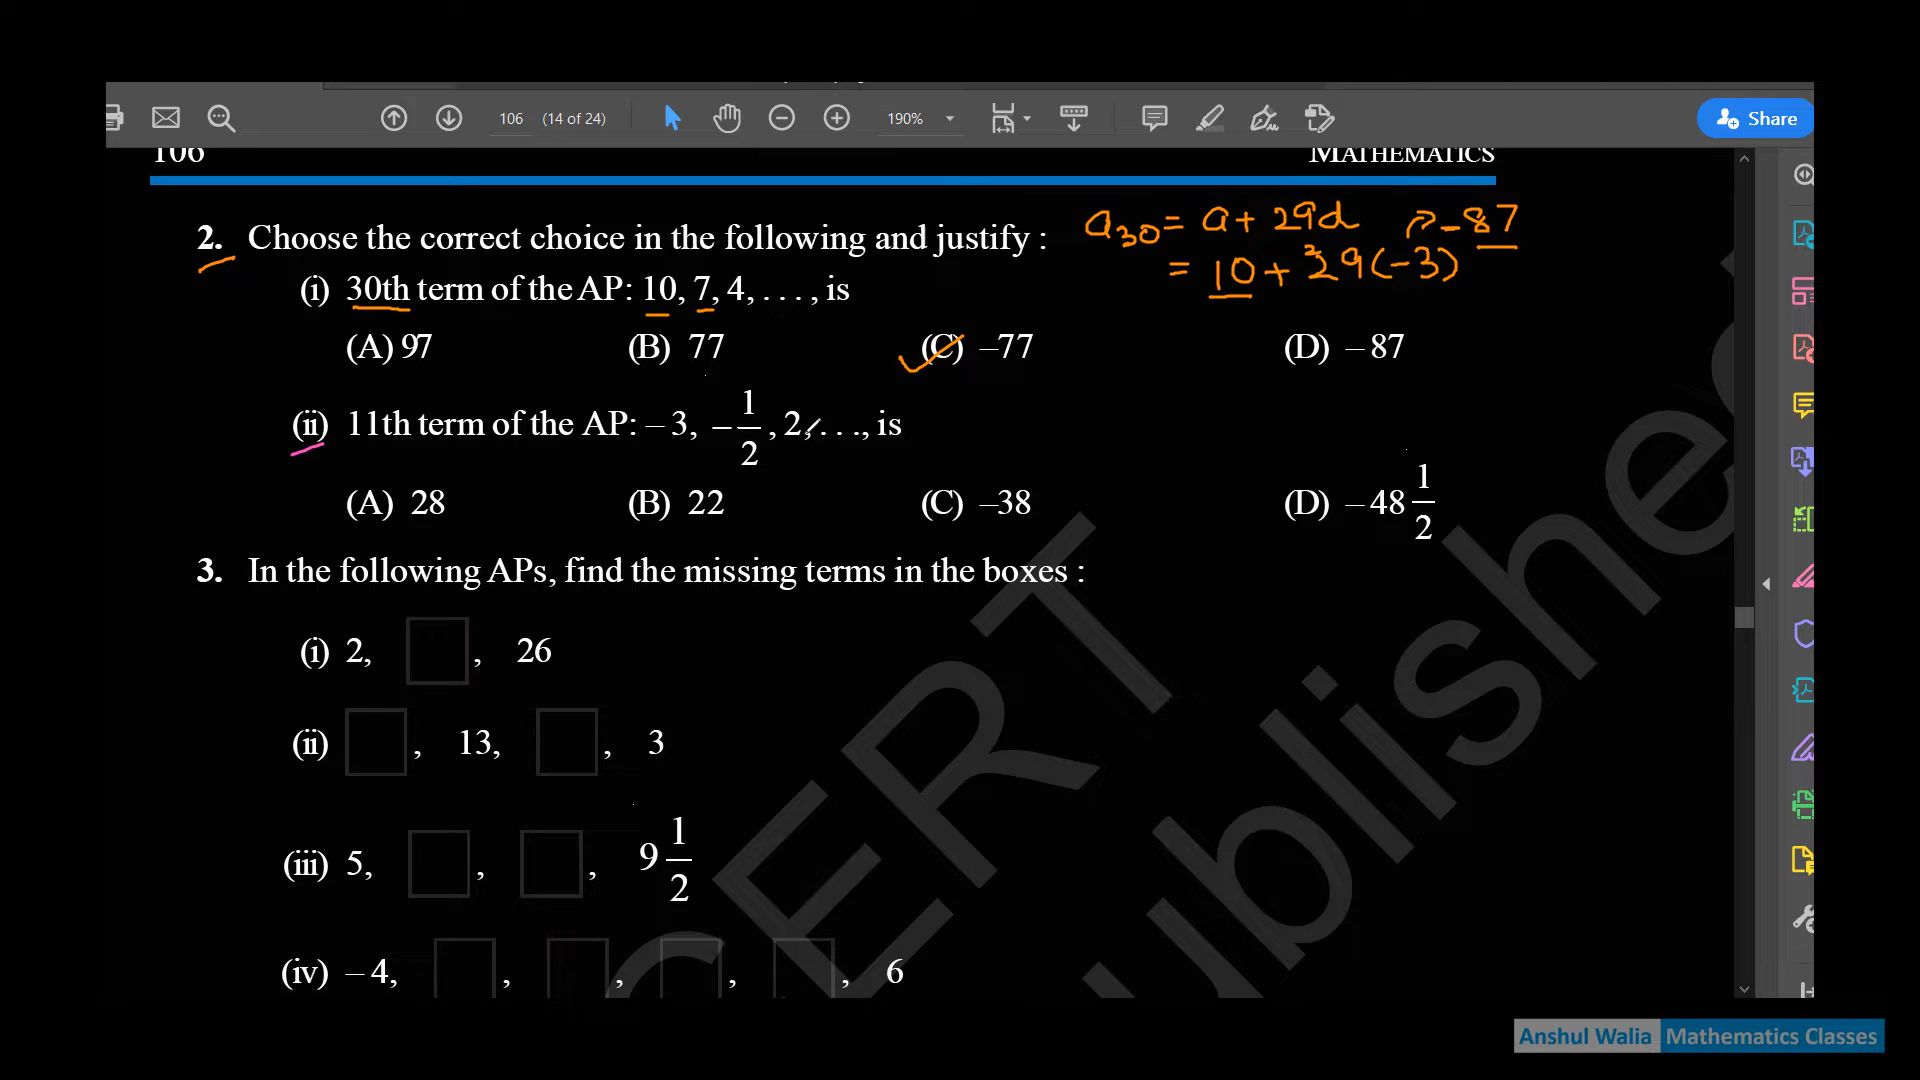 106 (14 of 24) 190% Share
106 MATHEMATICS
2. Choose the correct choice in the following and justify :
a₃₀ = a + 29d → -87
= 10 + 29(-3)
(i) 30th term of the AP: 10, 7, 4, . . . , is
(A) 97 (B) 77 (C) –77 (D) – 87
(ii) 11th term of the AP: – 3, –1/2, 2, . . ., is
(A) 28 (B) 22 (C) –38 (D) – 48 1/2
3. In the following APs, find the missing terms in the boxes :
(i) 2, , 26
(ii) , 13, , 3
(iii) 5, , , 9 1/2
(iv) – 4, , , , , 6
Anshul Walia Mathematics Classes